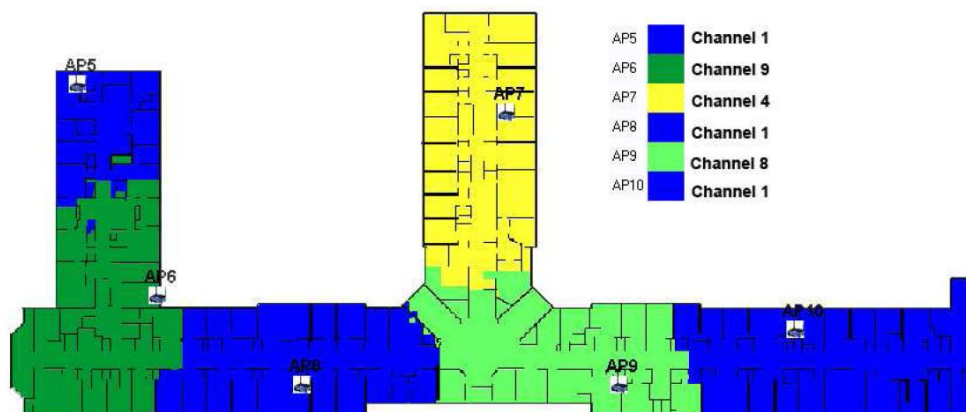 AP5
AP6
AP7
AP8
AP9
AP10
AP5 Channel 1
AP6 Channel 9
AP7 Channel 4
AP8 Channel 1
AP9 Channel 8
AP10 Channel 1